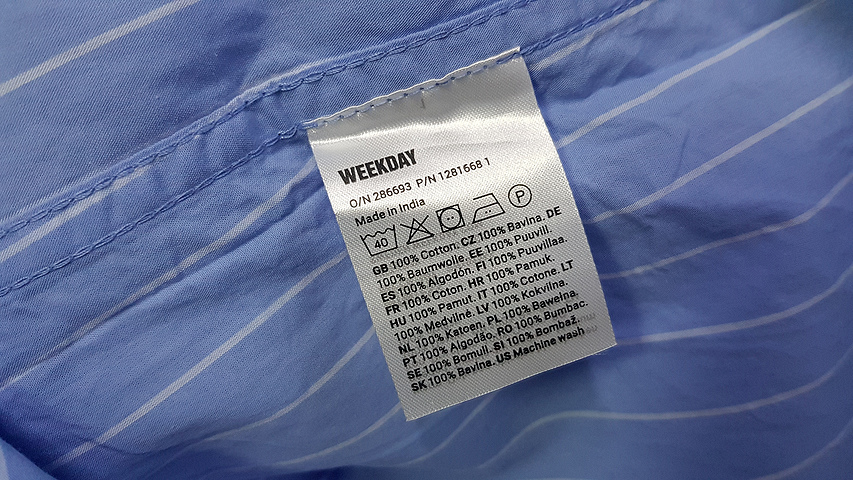 WEEKDAY
O/N 286693 P/N 1281668 1
Made in India
40 P
GB 100% Cotton. CZ 100% Bavlna. DE
100% Baumwolle. EE 100% Puuvill.
ES 100% Algodón. FI 100% Puuvillaa.
FR 100% Coton. HR 100% Pamuk.
HU 100% Pamut. IT 100% Cotone. LT
100% Medvilnė. LV 100% Kokvilna.
NL 100% Katoen. PL 100% Bawełna.
PT 100% Algodão. RO 100% Bumbac.
SE 100% Bomull. SI 100% Bombaž.
SK 100% Bavlna. US Machine wash